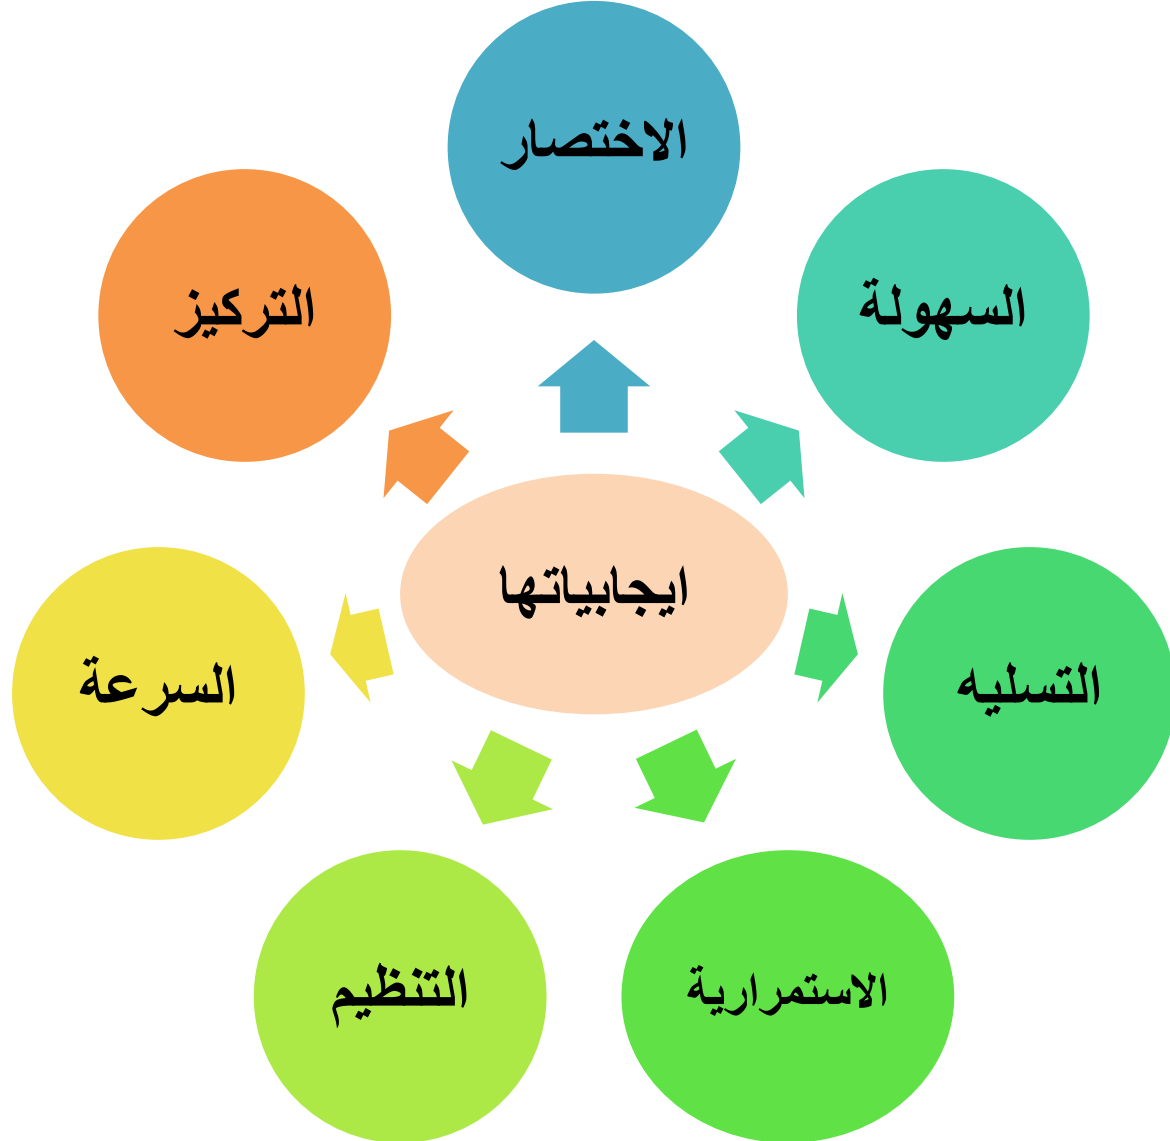 الاختصار
السهولة
التركيز
ايجابياتها
التسليه
السرعة
الاستمرارية
التنظيم